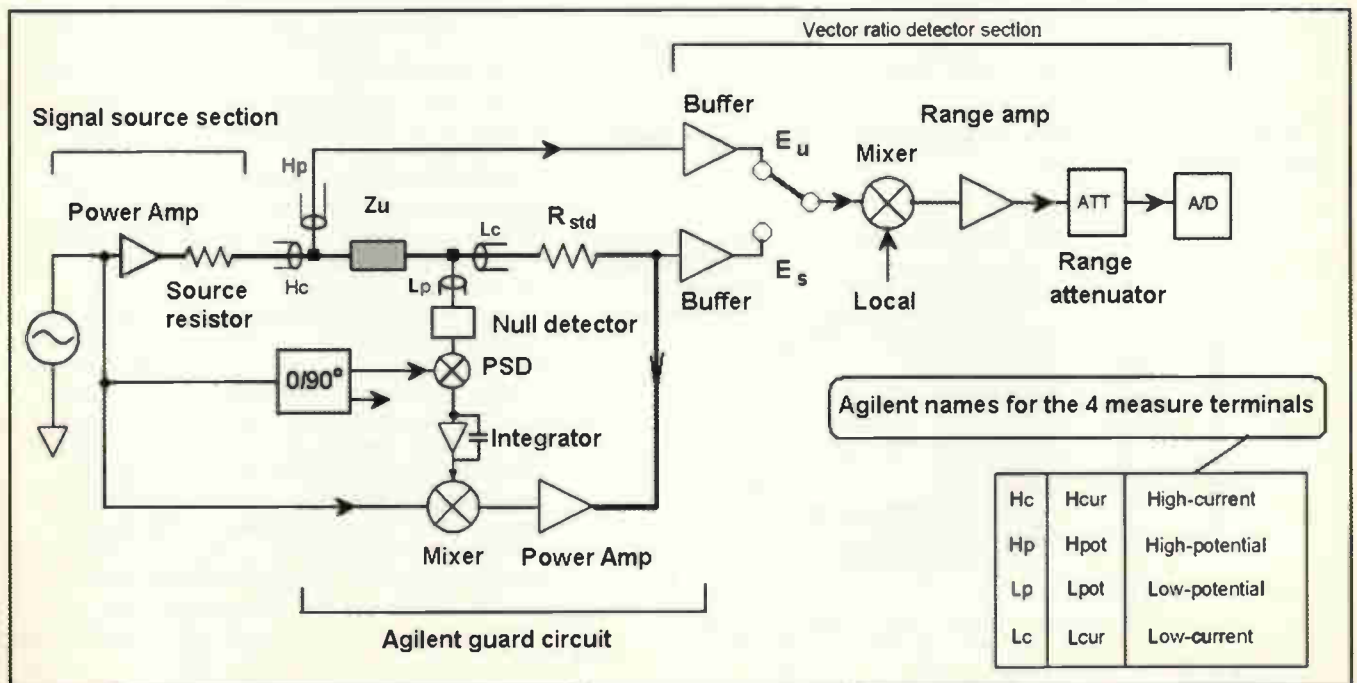 Vector ratio detector section
Signal source section
Buffer
E u
Range amp
Mixer
Hp
Power Amp
Zu
Lc
R std
ATT
A/D
Source
resistor
Hc
Lp
Buffer
E s
Local
Range
attenuator
Null detector
0/90°
PSD
Integrator
Mixer
Power Amp
Agilent guard circuit
Agilent names for the 4 measure terminals
Hc Hcur High-current
Hp Hpot High-potential
Lp Lpot Low-potential
Lc Lcur Low-current